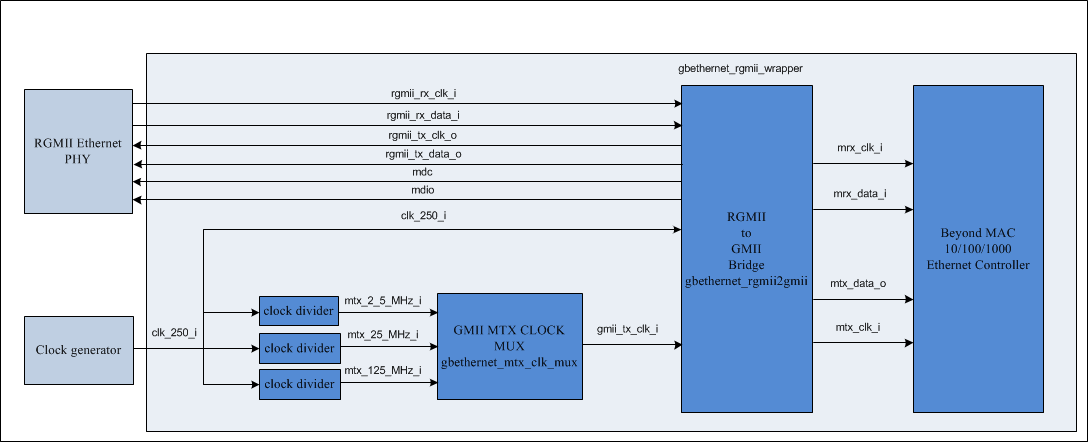 gbethernet_rgmii_wrapper
rgmii_rx_clk_i
rgmii_rx_data_i
rgmii_tx_clk_o
rgmii_tx_data_o
mdc
mdio
clk_250_i
RGMII Ethernet
PHY
mrx_clk_i
mrx_data_i
mtx_data_o
mtx_clk_i
RGMII
to
GMII
Bridge
gbethernet_rgmii2gmii
Beyond MAC
10/100/1000
Ethernet Controller
Clock generator
clk_250_i
clock divider
clock divider
clock divider
mtx_2_5_MHz_i
mtx_25_MHz_i
mtx_125_MHz_i
GMII MTX CLOCK
MUX
gbethernet_mtx_clk_mux
gmii_tx_clk_i